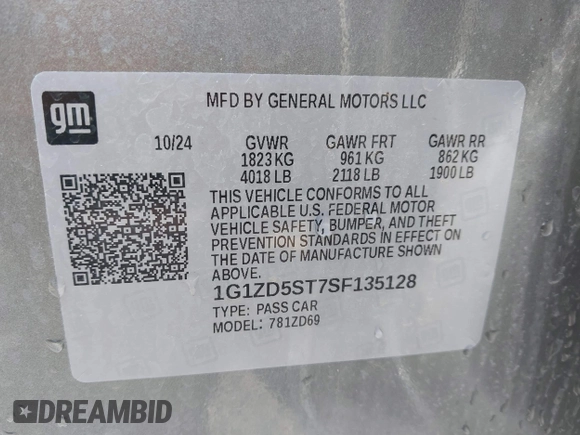 gm
MFD BY GENERAL MOTORS LLC
10/24 GVWR GAWR FRT GAWR RR
1823 KG 961 KG 862 KG
4018 LB 2118 LB 1900 LB
THIS VEHICLE CONFORMS TO ALL
APPLICABLE U.S. FEDERAL MOTOR
VEHICLE SAFETY, BUMPER, AND THEFT
PREVENTION STANDARDS IN EFFECT ON
THE DATE OF MANUFACTURE SHOWN
ABOVE.
1G1ZD5ST7SF135128
TYPE: PASS CAR
MODEL: 781ZD69
DREAMBID